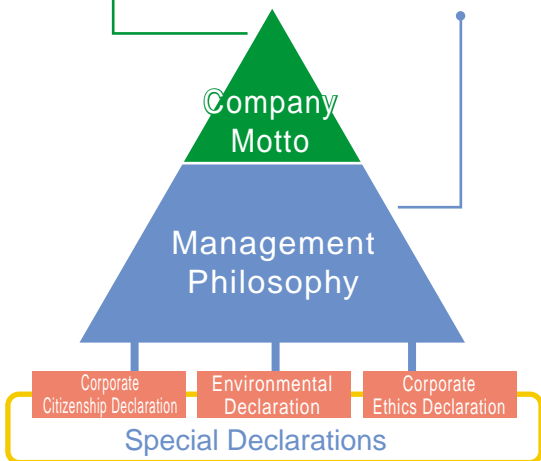 Company
Motto
Management
Philosophy
Corporate
Citizenship Declaration
Environmental
Declaration
Corporate
Ethics Declaration
Special Declarations